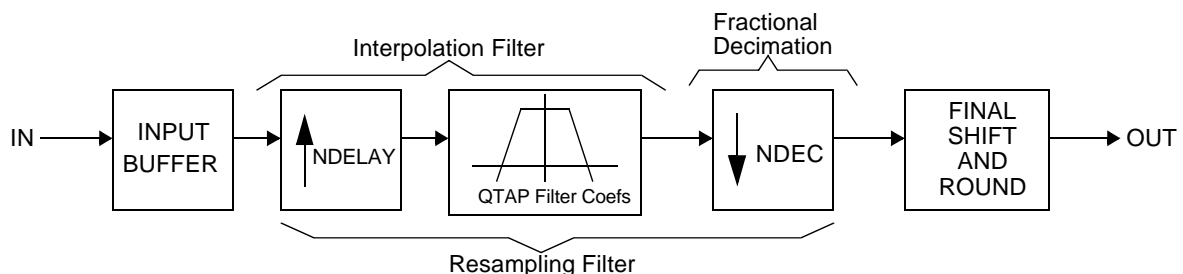 Fractional
Decimation
Interpolation Filter
IN
INPUT
BUFFER
NDELAY
QTAP Filter Coefs
NDEC
FINAL
SHIFT
AND
ROUND
OUT
Resampling Filter